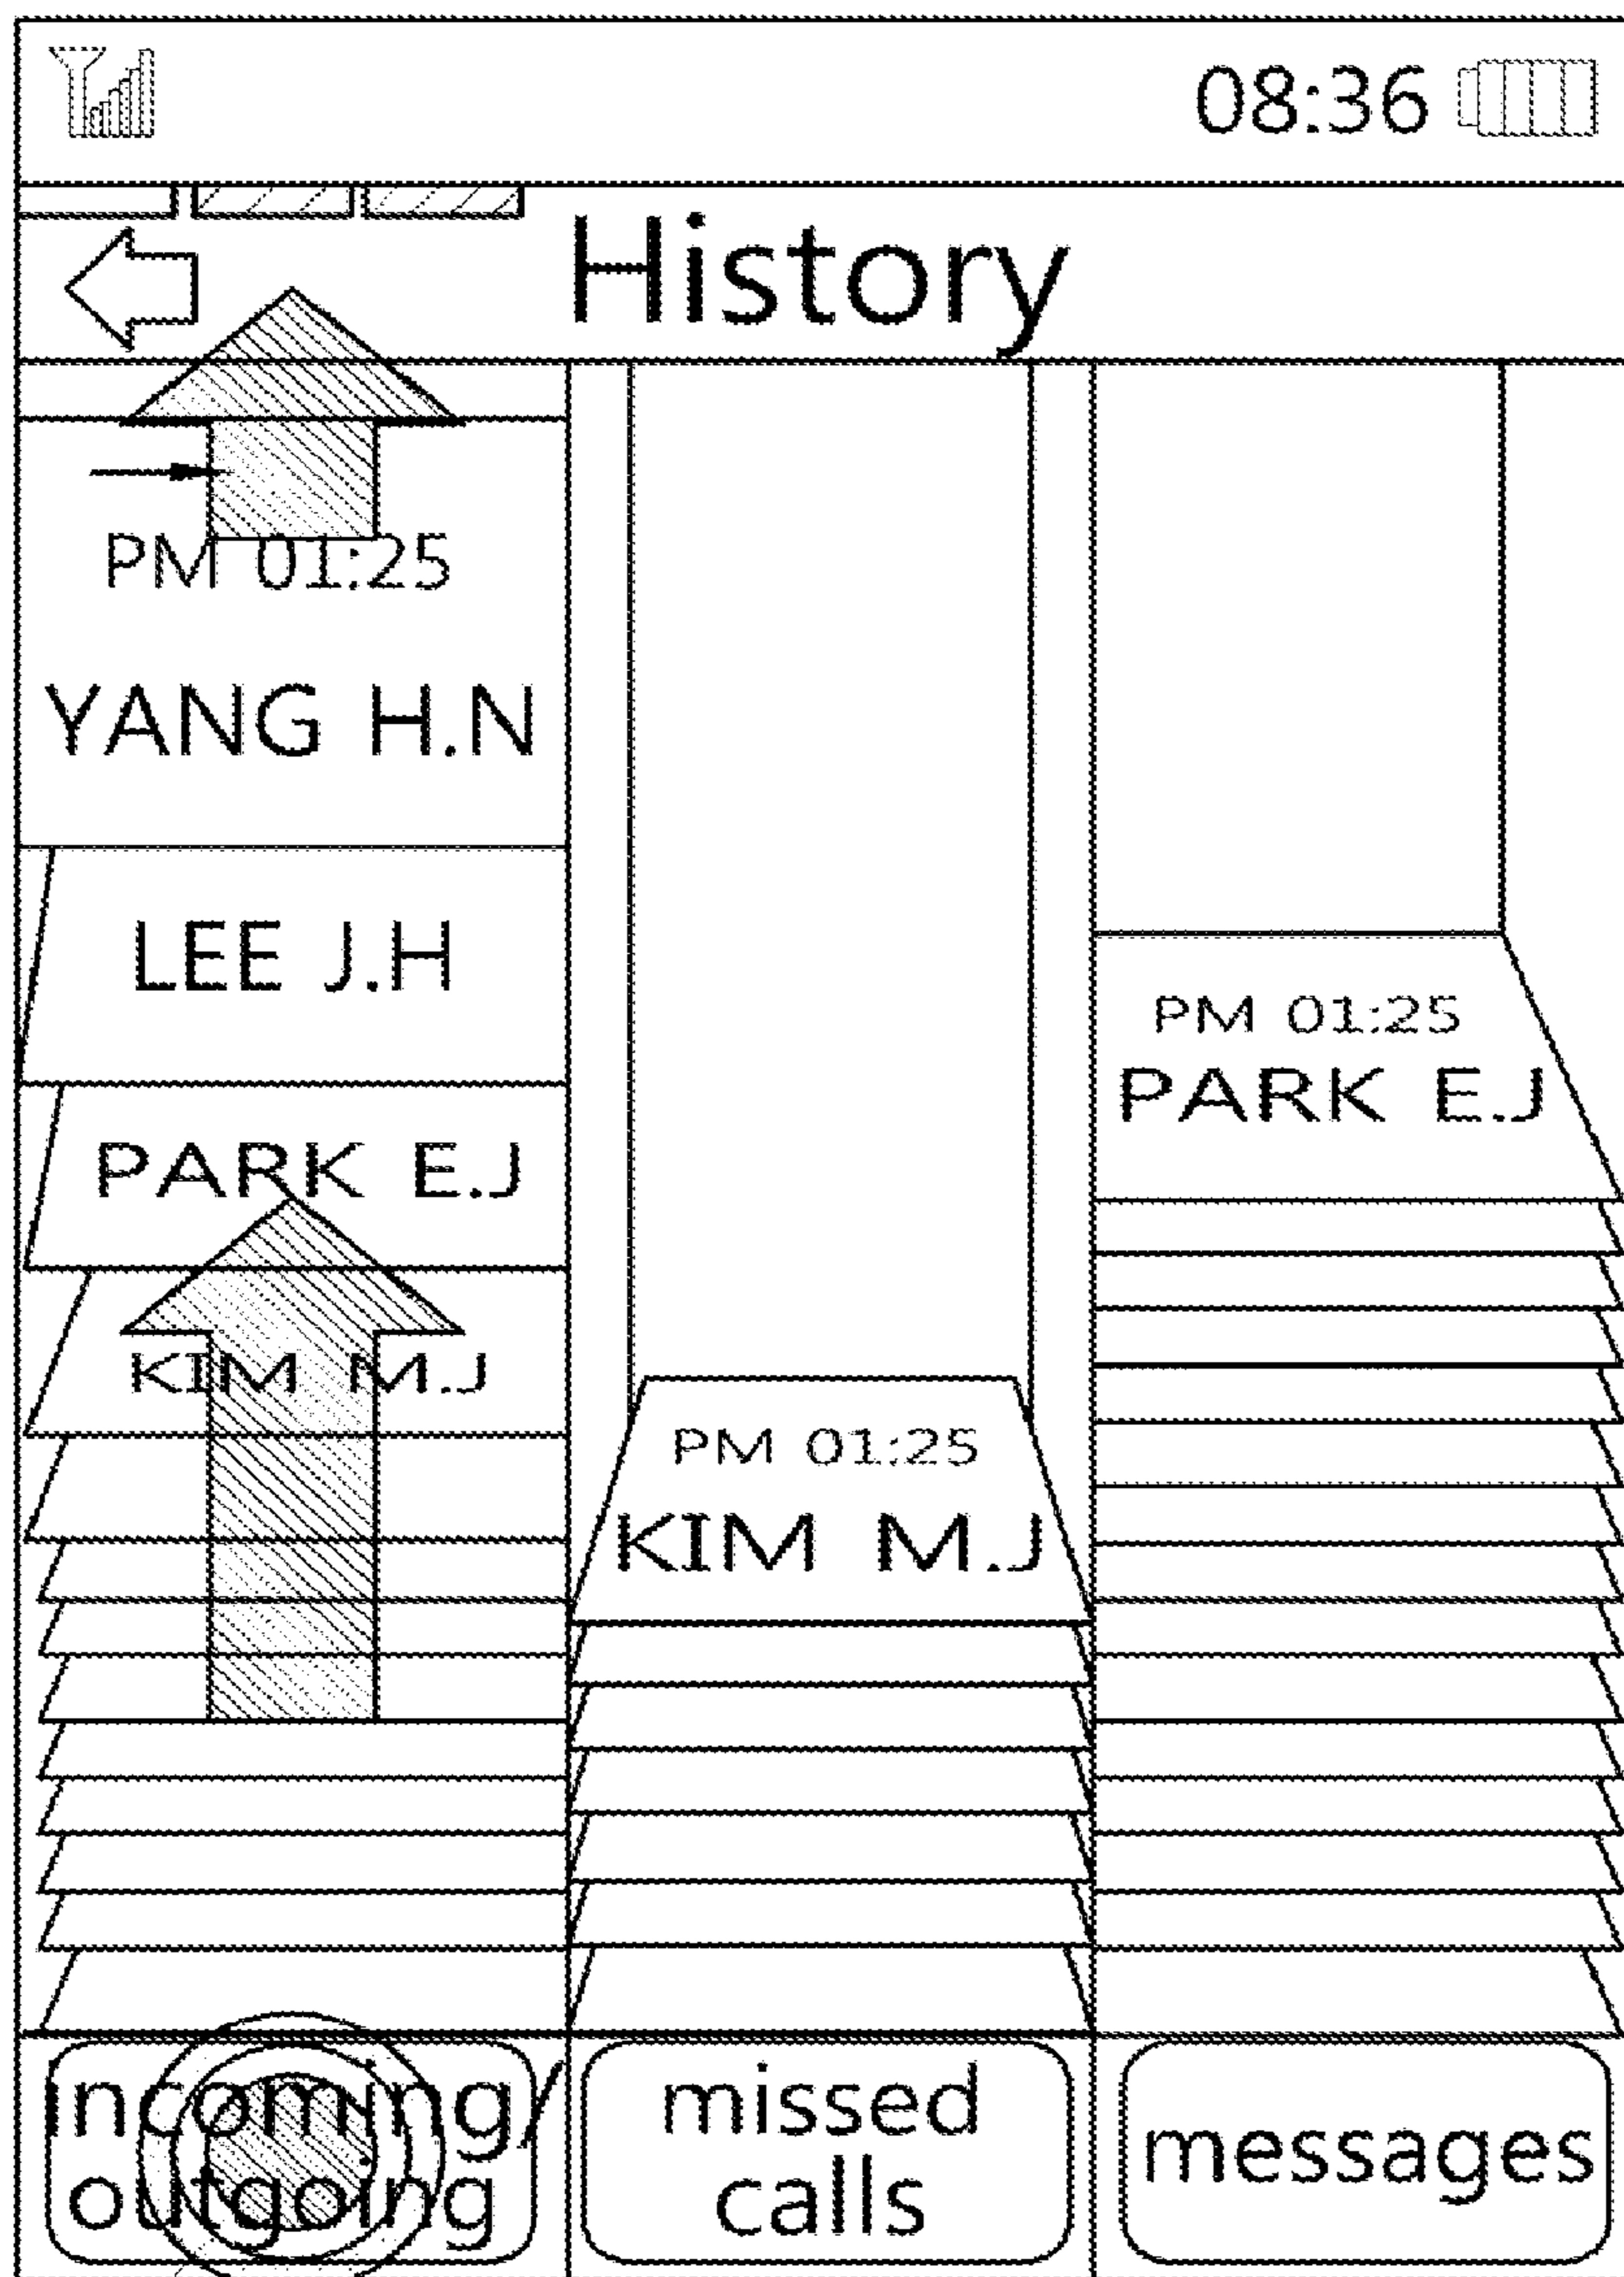 08:36
History
PM 01:25
YANG H.N
LEE J.H
PARK E.J
KIM M.J
PM 01:25
KIM M.J
PM 01:25
PARK E.J
incoming/
outgoing
missed
calls
messages